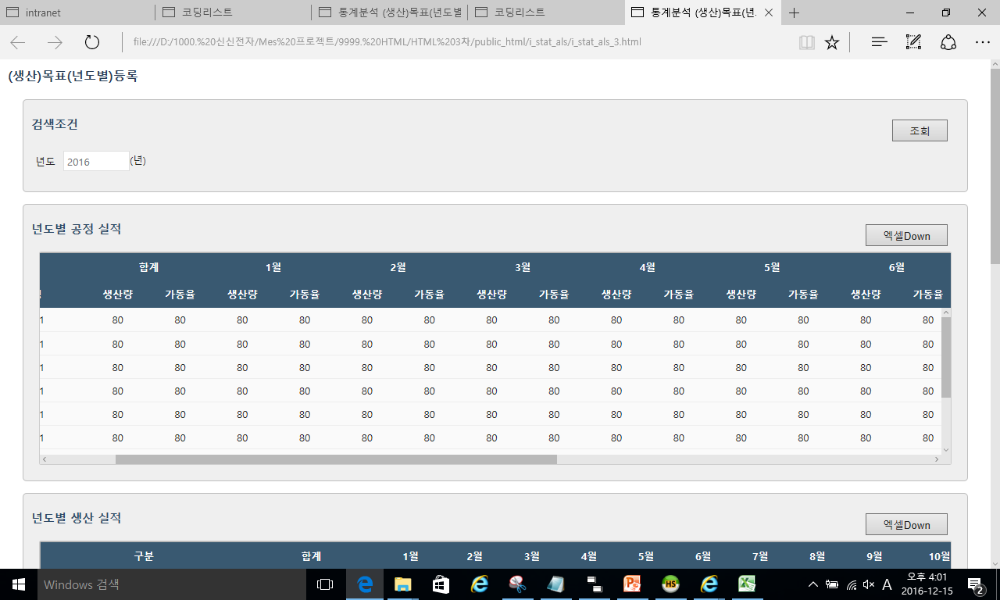 intranet 코딩리스트 통계분석 (생산)목표(년도별 코딩리스트 통계분석 (생산)목표(년.
file:///D:/1000.%20신신전자/Mes%20프로젝트/9999.%20HTML/HTML%203차/public_html/i_stat_als/i_stat_als_3.html
(생산)목표(년도별)등록
검색조건
조회
년도 2016 (년)
년도별 공정 실적
엑셀Down
합계 1월 2월 3월 4월 5월 6월
생산량 가동율 생산량 가동율 생산량 가동율 생산량 가동율 생산량 가동율 생산량 가동율 생산량 가동율
1 80 80 80 80 80 80 80 80 80 80 80 80 80 80
1 80 80 80 80 80 80 80 80 80 80 80 80 80 80
1 80 80 80 80 80 80 80 80 80 80 80 80 80 80
1 80 80 80 80 80 80 80 80 80 80 80 80 80 80
1 80 80 80 80 80 80 80 80 80 80 80 80 80 80
1 80 80 80 80 80 80 80 80 80 80 80 80 80 80
년도별 생산 실적
엑셀Down
구분 합계 1월 2월 3월 4월 5월 6월 7월 8월 9월 10월
Windows 검색
HS
A
오후 4:01
2016-12-15
2